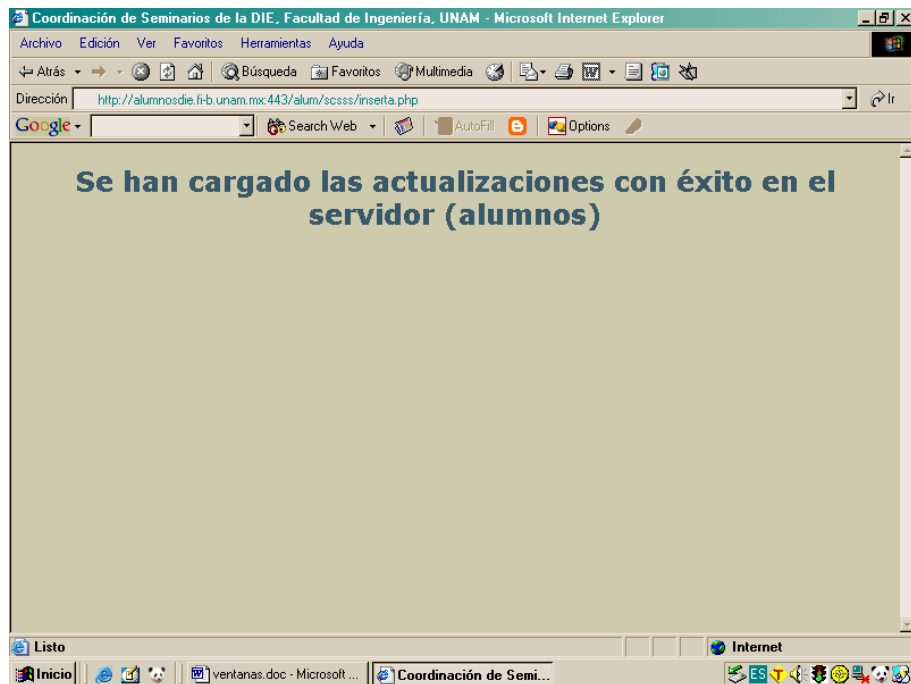 Coordinación de Seminarios de la DIE, Facultad de Ingeniería, UNAM - Microsoft Internet Explorer
Archivo Edición Ver Favoritos Herramientas Ayuda
Atrás Búsqueda Favoritos Multimedia
Dirección http://alumnosdie.fi-b.unam.mx:443/alum/scsss/inserta.php Ir
Google Search Web AutoFill Options
Se han cargado las actualizaciones con éxito en el
servidor (alumnos)
Listo Internet
Inicio ventanas.doc - Microsoft ... Coordinación de Semi... ES